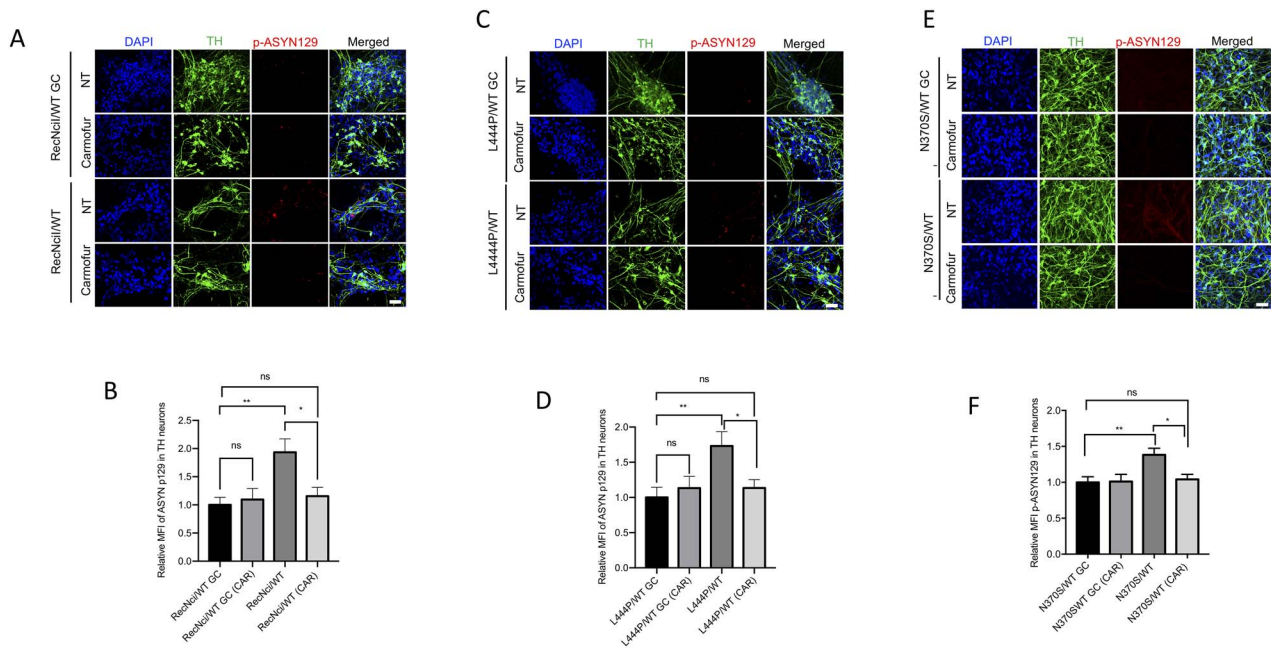 A
DAPI TH p-ASYN129 Merged
RecNcil/WT GC
NT
Carmofur
RecNcil/WT
NT
Carmofur
C
DAPI TH p-ASYN129 Merged
L444P/WT GC
NT
Carmofur
L4444P/WT
NT
Carmofur
E
DAPI TH p-ASYN129 Merged
N370S/WT GC
NT
Carmofur
N370S/WT
NT
Carmofur
B
Relative MFI of ASYN p129 in TH neurons
2.5
2.0
1.5
1.0
0.5
0.0
ns
**
*
ns
RecNci/WT GC
RecNci/WT GC (CAR)
RecNci/WT
RecNci/WT (CAR)
D
Relative MFI of ASYN p129 in TH neurons
2.5
2.0
1.5
1.0
0.5
0.0
ns
**
*
ns
L444P/WT GC
L444P/WT GC (CAR)
L444P/WT
L444P/WT (CAR)
F
Relative MFI p-ASYN129 in TH neurons
2.0
1.5
1.0
0.5
0.0
ns
**
*
N370S/WT GC
N370SWT GC (CAR)
N370S/WT
N370S/WT (CAR)